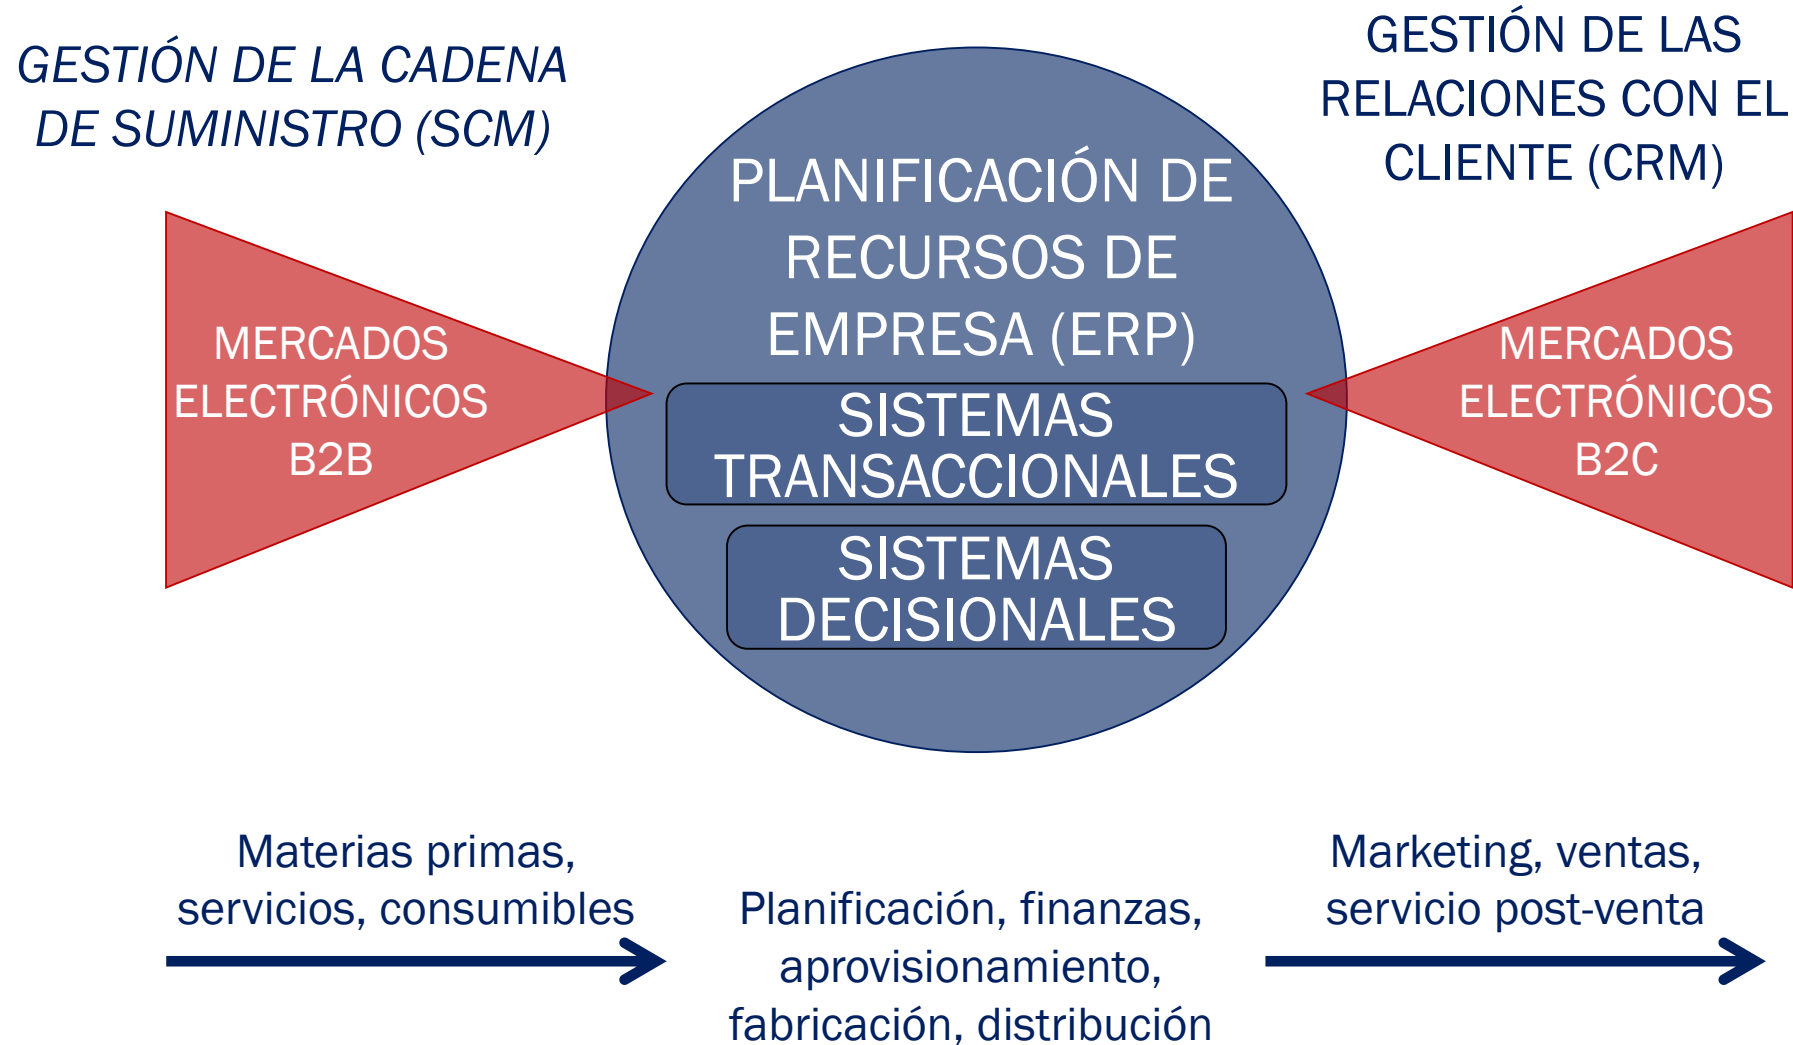 GESTIÓN DE LA CADENA
DE SUMINISTRO (SCM)
PLANIFICACIÓN DE
RECURSOS DE
EMPRESA (ERP)
SISTEMAS
TRANSACCIONALES
SISTEMAS
DECISIONALES
GESTIÓN DE LAS
RELACIONES CON EL
CLIENTE (CRM)
MERCADOS
ELECTRÓNICOS
B2B
MERCADOS
ELECTRÓNICOS
B2C
Materias primas,
servicios, consumibles
Planificación, finanzas,
aprovisionamiento,
fabricación, distribución
Marketing, ventas,
servicio post-venta